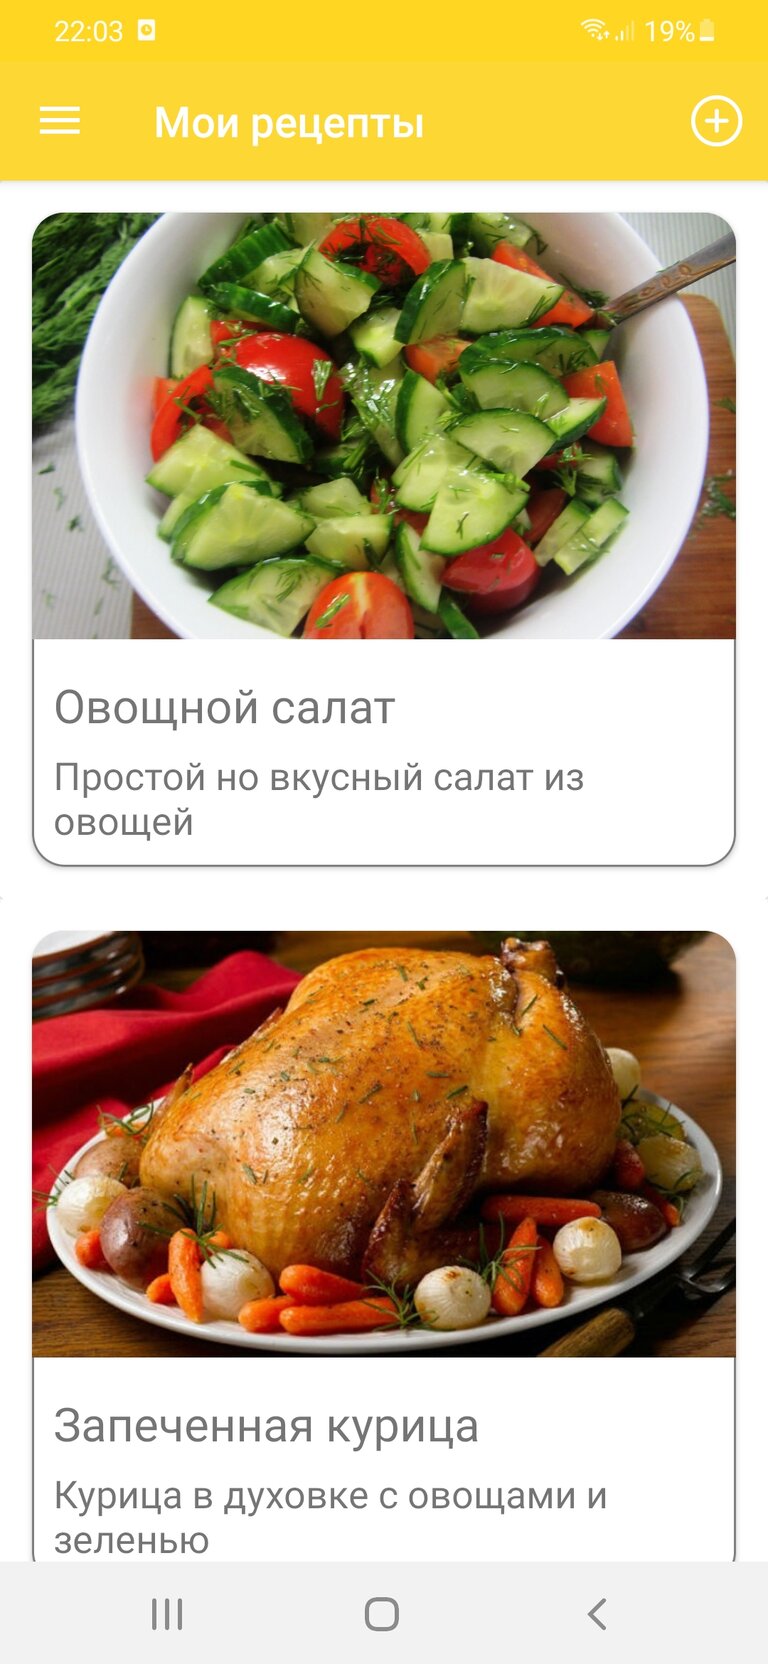 22:03
19%
Мои рецепты
Овощной салат
Простой но вкусный салат из
овощей
Запеченная курица
Курица в духовке с овощами и
зеленью